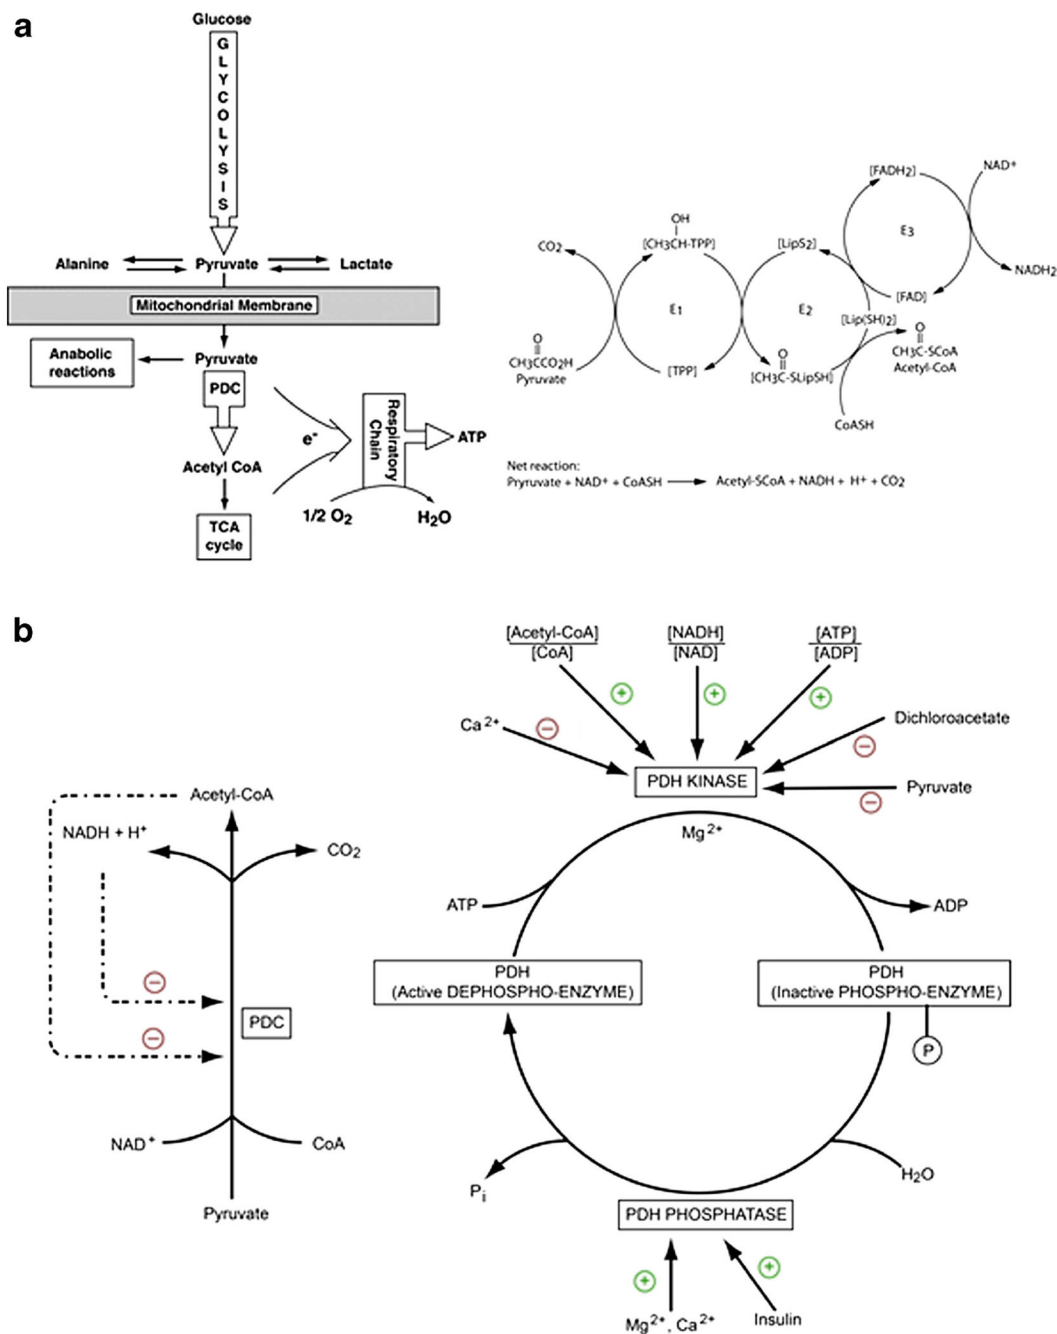 a
Glucose
GLYCOLYSIS
Alanine
Pyruvate
Lactate
Mitochondrial Membrane
Anabolic
reactions
Pyruvate
PDC
Acetyl CoA
TCA
cycle
e-
Respiratory
Chain
ATP
1/2 O2
H2O
CO2
OH
[CH3CH-TPP]
[LipS2]
[FADH2]
NAD+
E1
E2
E3
NADH2
[FAD]
[Lip(SH)2]
O
CH3CCO2H
Pyruvate
[TPP]
O
[CH3C-SLipSH]
O
CH3C-SCoA
Acetyl-CoA
CoASH
Net reaction:
Pryruvate + NAD+ + CoASH Acetyl-SCoA + NADH + H+ + CO2
b
Acetyl-CoA
NADH + H+
CO2
PDC
NAD+
CoA
Pyruvate
[Acetyl-CoA]
[CoA]
[NADH]
[NAD]
[ATP]
[ADP]
+
+
+
Ca2+
−
Dichloroacetate
−
Pyruvate
−
PDH KINASE
Mg2+
ATP
ADP
PDH
(Active DEPHOSPHO-ENZYME)
PDH
(Inactive PHOSPHO-ENZYME)
P
−
−
Pi
H2O
PDH PHOSPHATASE
+
+
Mg2+, Ca2+
Insulin